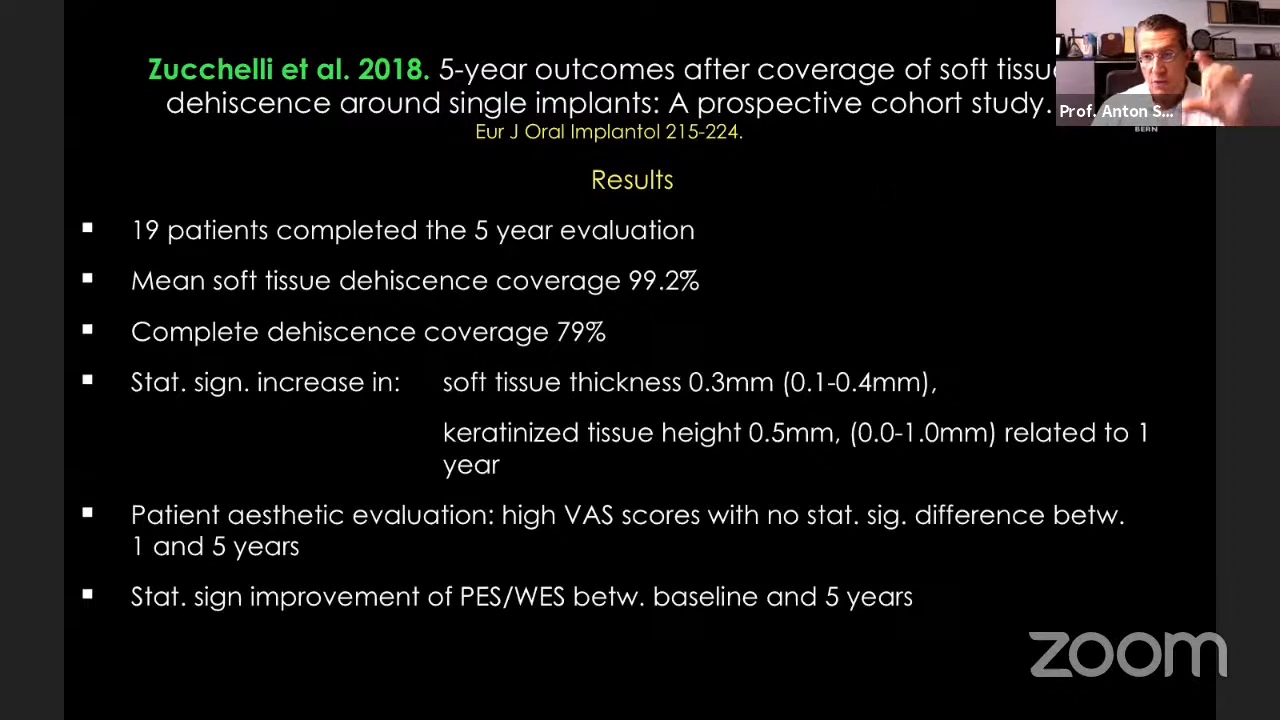 Zucchelli et al. 2018. 5-year outcomes after coverage of soft tissue
dehiscence around single implants: A prospective cohort study.
Eur J Oral Implantol 215-224.
Prof. Anton S...
BERN
Results
19 patients completed the 5 year evaluation
Mean soft tissue dehiscence coverage 99.2%
Complete dehiscence coverage 79%
Stat. sign. increase in: soft tissue thickness 0.3mm (0.1-0.4mm),
keratinized tissue height 0.5mm, (0.0-1.0mm) related to 1
year
Patient aesthetic evaluation: high VAS scores with no stat. sig. difference betw.
1 and 5 years
Stat. sign improvement of PES/WES betw. baseline and 5 years
zoom